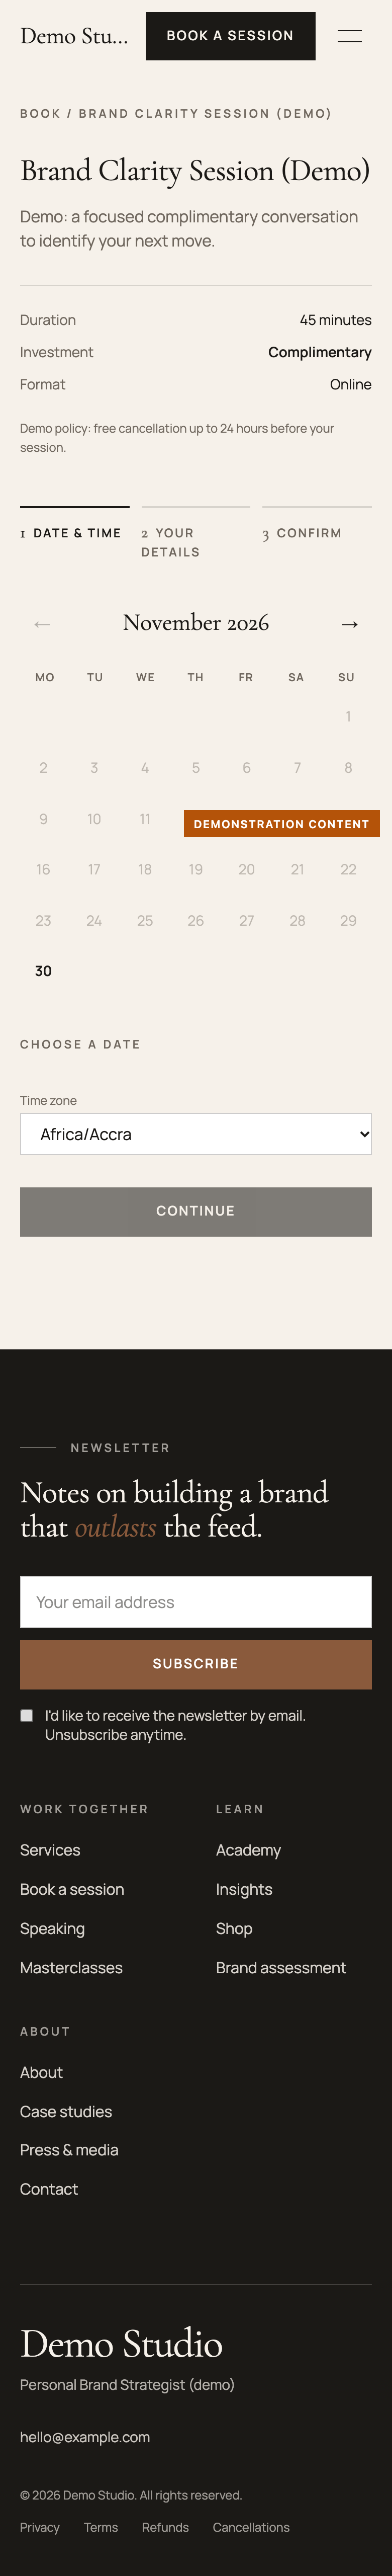 Demo Stu...
BOOK A SESSION
BOOK / BRAND CLARITY SESSION (DEMO)
Brand Clarity Session (Demo)
Demo: a focused complimentary conversation
to identify your next move.
Duration 45 minutes
Investment Complimentary
Format Online
Demo policy: free cancellation up to 24 hours before your
session.
1 DATE & TIME
2 YOUR
DETAILS
3 CONFIRM
← November 2026 →
MO TU WE TH FR SA SU
1
2 3 4 5 6 7 8
9 10 11
DEMONSTRATION CONTENT
16 17 18 19 20 21 22
23 24 25 26 27 28 29
30
CHOOSE A DATE
Time zone
Africa/Accra
CONTINUE
NEWSLETTER
Notes on building a brand
that outlasts the feed.
Your email address
SUBSCRIBE
I'd like to receive the newsletter by email.
Unsubscribe anytime.
WORK TOGETHER
Services
Book a session
Speaking
Masterclasses
LEARN
Academy
Insights
Shop
Brand assessment
ABOUT
About
Case studies
Press & media
Contact
Demo Studio
Personal Brand Strategist (demo)
hello@example.com
© 2026 Demo Studio. All rights reserved.
Privacy Terms Refunds Cancellations